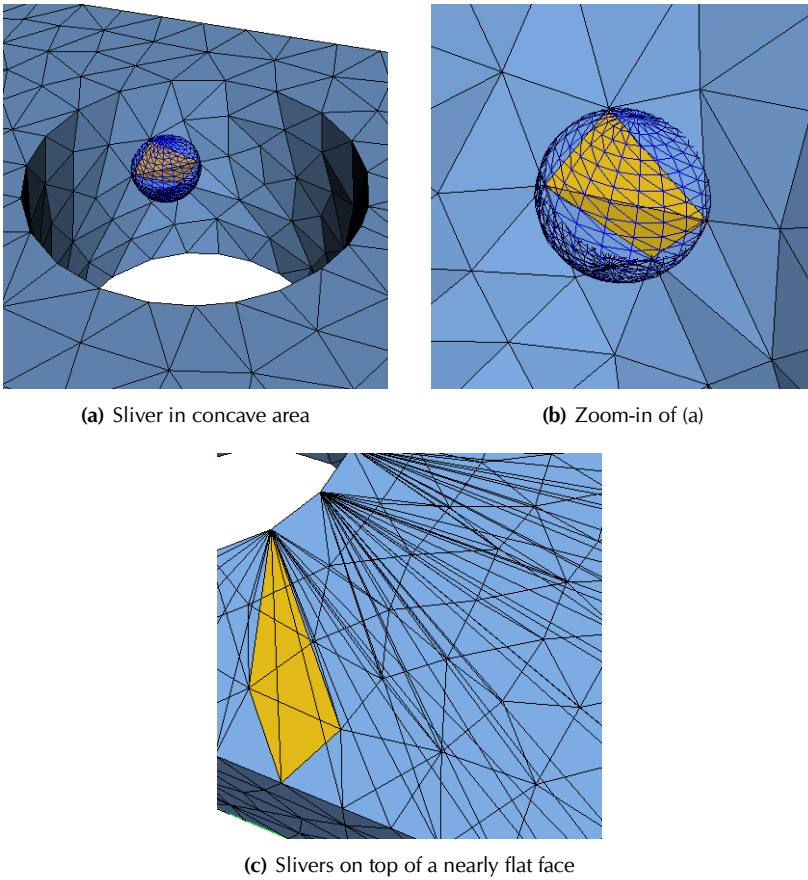 (a) Sliver in concave area
(b) Zoom-in of (a)
(c) Slivers on top of a nearly flat face